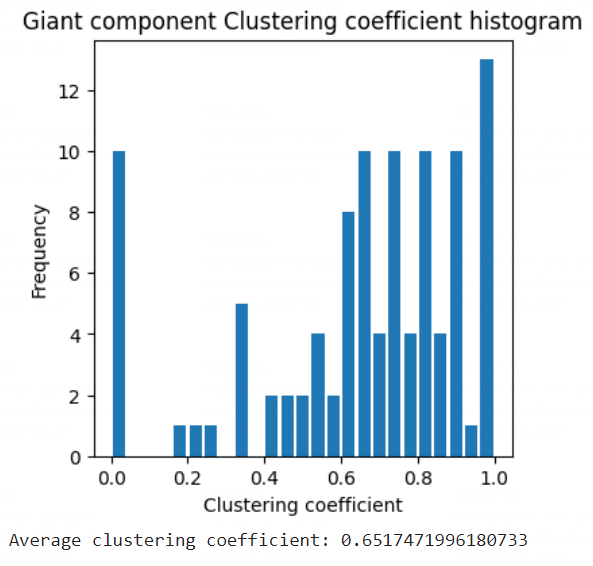 Giant component Clustering coefficient histogram
12
10
8
6
4
2
0
Frequency
0.0 0.2 0.4 0.6 0.8 1.0
Clustering coefficient
Average clustering coefficient: 0.6517471996180733